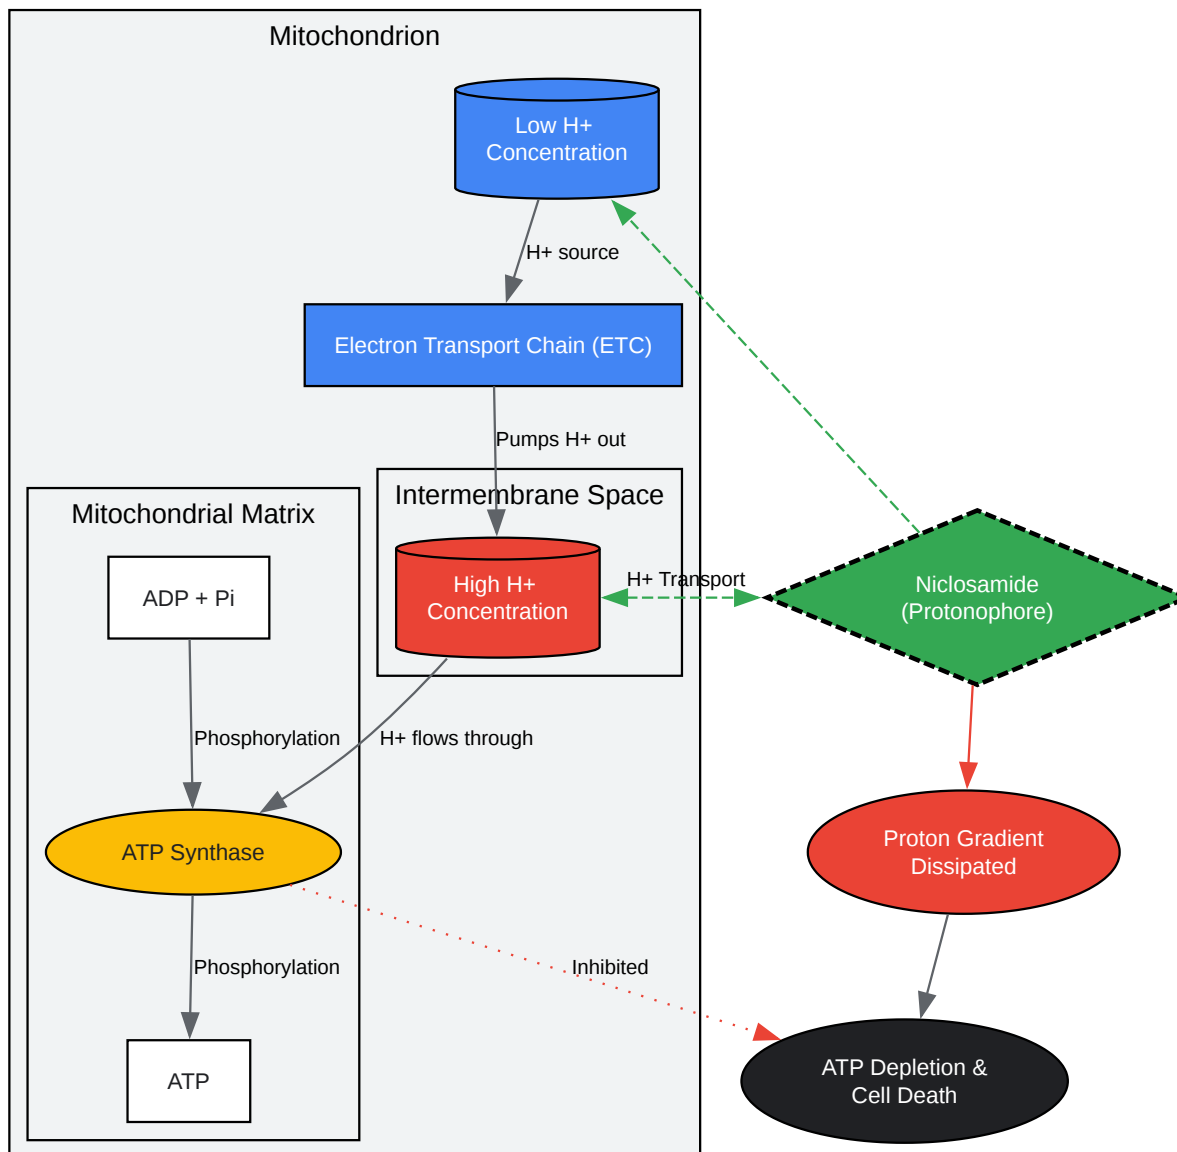 Mitochondrion
Low H+
Concentration
H+ source
Electron Transport Chain (ETC)
Pumps H+ out
Intermembrane Space
Mitochondrial Matrix
ADP + Pi
High H+
Concentration
H+ Transport
Niclosamide
(Protonophore)
Phosphorylation
H+ flows through
ATP Synthase
Proton Gradient
Dissipated
Phosphorylation
Inhibited
ATP
ATP Depletion &
Cell Death